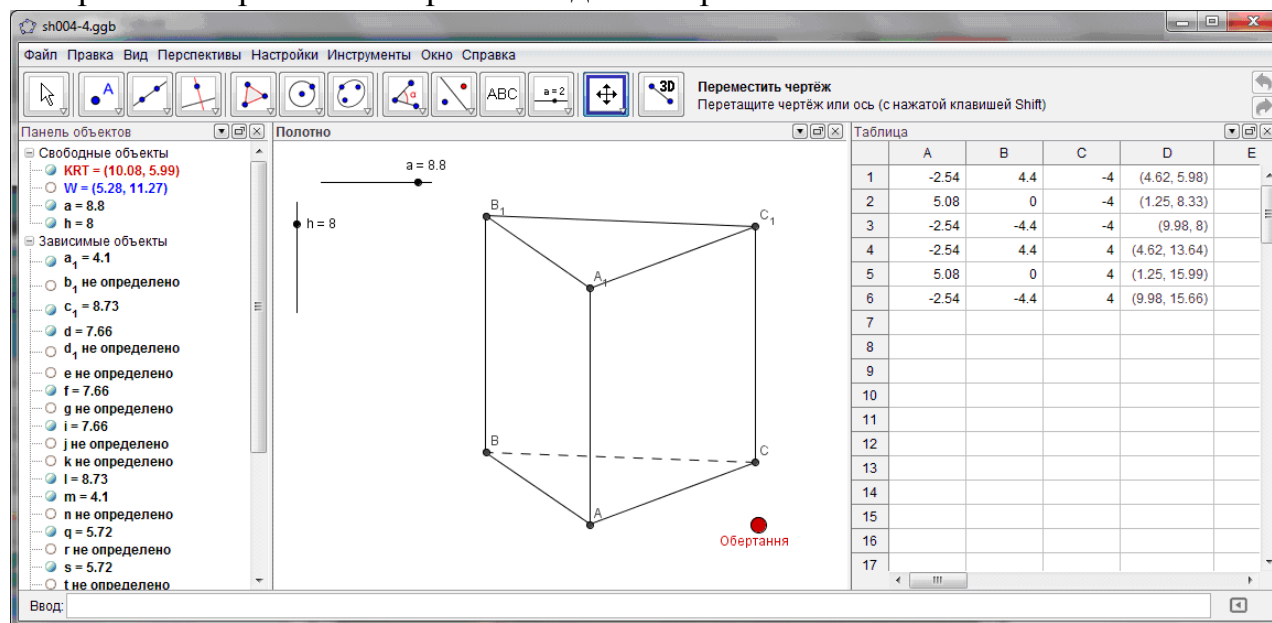 sh004-4.ggb
Файл Правка Вид Перспективы Настройки Инструменты Окно Справка
A
α
ABC
a = 2
3D
Переместить чертёж
Перетащите чертёж или ось (с нажатой клавишей Shift)
Панель объектов
Свободные объекты
KRT = (10.08, 5.99)
W = (5.28, 11.27)
a = 8.8
h = 8
Зависимые объекты
a₁ = 4.1
b₁ не определено
c₁ = 8.73
d = 7.66
d₁ не определено
e не определено
f = 7.66
g не определено
i = 7.66
j не определено
k не определено
l = 8.73
m = 4.1
n не определено
q = 5.72
r не определено
s = 5.72
t не определено
Полотно
a = 8.8
h = 8
B₁
C₁
A₁
B
C
A
Обертання
Таблица
A B C D E
1 -2.54 4.4 -4 (4.62, 5.98)
2 5.08 0 -4 (1.25, 8.33)
3 -2.54 -4.4 -4 (9.98, 8)
4 -2.54 4.4 4 (4.62, 13.64)
5 5.08 0 4 (1.25, 15.99)
6 -2.54 -4.4 4 (9.98, 15.66)
7
8
9
10
11
12
13
14
15
16
17
Ввод: